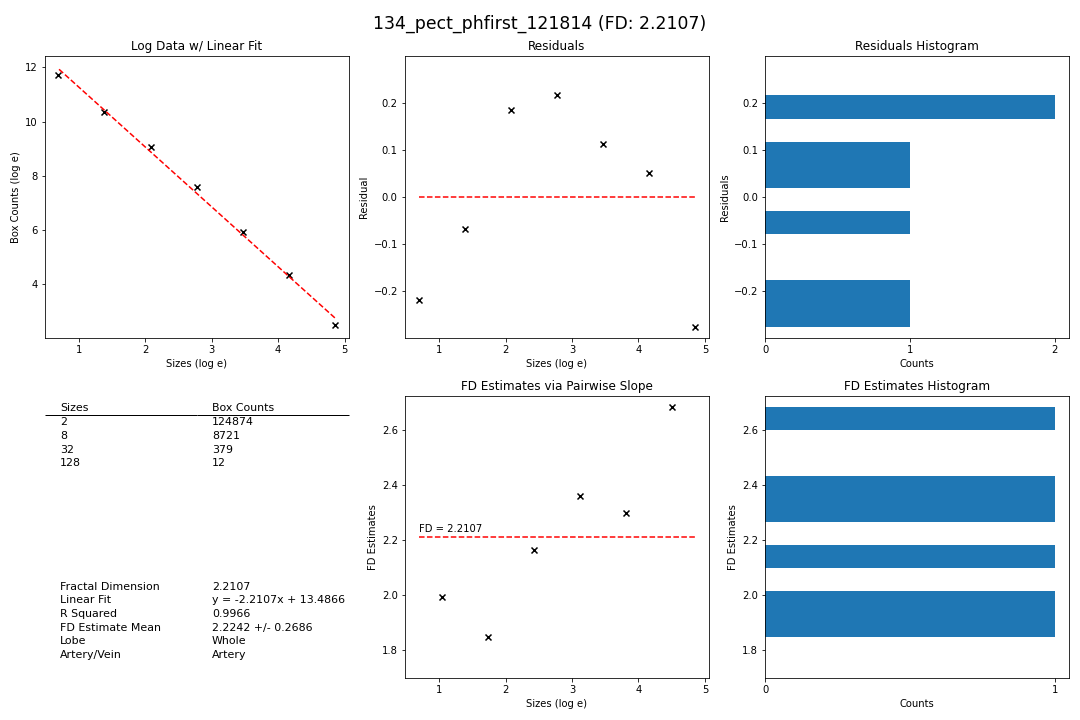 134_pect_phfirst_121814 (FD: 2.2107)
Log Data w/ Linear Fit
12
10
8
6
4
Box Counts (log e)
1 2 3 4 5
Sizes (log e)
Residuals
0.2
0.1
0.0
−0.1
−0.2
Residual
1 2 3 4 5
Sizes (log e)
Residuals Histogram
0.2
0.1
0.0
−0.1
−0.2
Residuals
0 1 2
Counts
Sizes Box Counts
2 124874
8 8721
32 379
128 12
Fractal Dimension 2.2107
Linear Fit y = -2.2107x + 13.4866
R Squared 0.9966
FD Estimate Mean 2.2242 +/- 0.2686
Lobe Whole
Artery/Vein Artery
FD Estimates via Pairwise Slope
2.6
2.4
2.2
2.0
1.8
FD Estimates
FD = 2.2107
1 2 3 4 5
Sizes (log e)
FD Estimates Histogram
2.6
2.4
2.2
2.0
1.8
FD Estimates
0 1
Counts